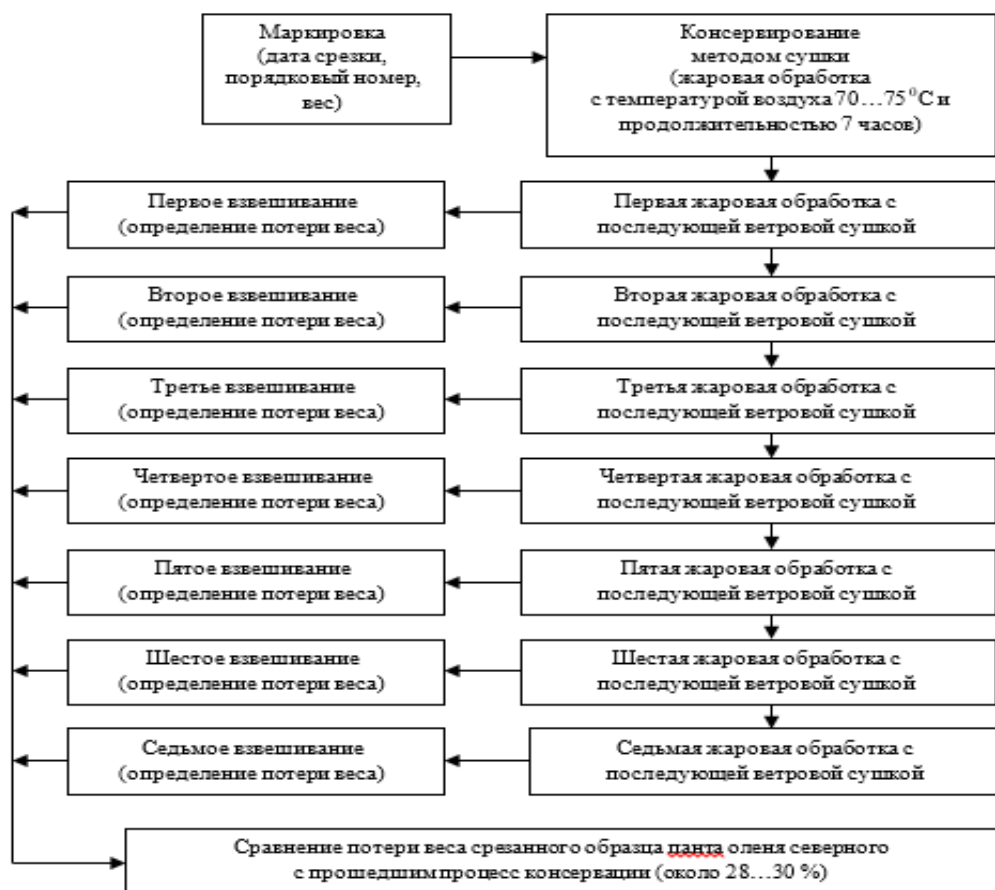 Маркировка
(дата срезки,
порядковый номер,
вес)
Консервирование
методом сушки
(жаровая обработка
с температурой воздуха 70…75 ⁰С и
продолжительностью 7 часов)
Первое взвешивание
(определение потери веса)
Первая жаровая обработка с
последующей ветровой сушкой
Второе взвешивание
(определение потери веса)
Вторая жаровая обработка с
последующей ветровой сушкой
Третье взвешивание
(определение потери веса)
Третья жаровая обработка с
последующей ветровой сушкой
Четвертое взвешивание
(определение потери веса)
Четвертая жаровая обработка с
последующей ветровой сушкой
Пятое взвешивание
(определение потери веса)
Пятая жаровая обработка с
последующей ветровой сушкой
Шестое взвешивание
(определение потери веса)
Шестая жаровая обработка с
последующей ветровой сушкой
Седьмое взвешивание
(определение потери веса)
Седьмая жаровая обработка с
последующей ветровой сушкой
Сравнение потери веса срезанного образца панта оленя северного
с прошедшим процесс консервации (около 28…30 %)